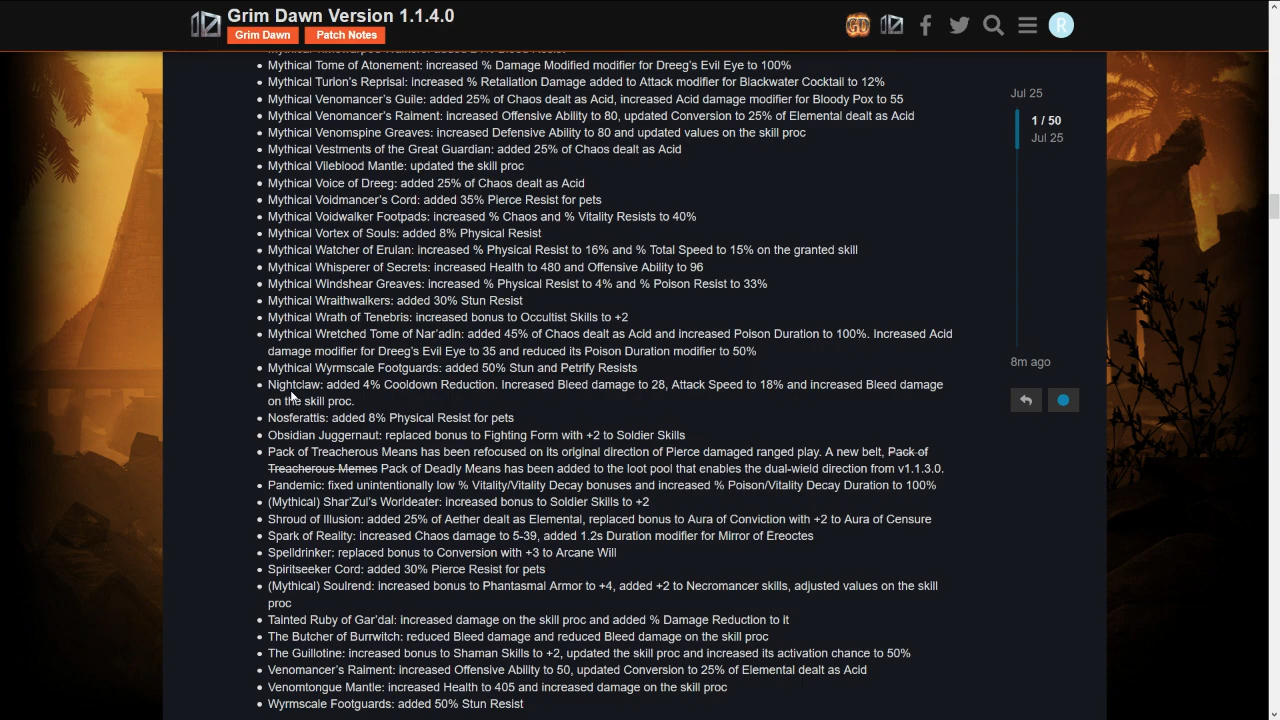 Grim Dawn Version 1.1.4.0
Grim Dawn Patch Notes
R
Mythical Tome of Atonement: increased % Damage Modified modifier for Dreeg's Evil Eye to 100%
Mythical Turion's Reprisal: increased % Retaliation Damage added to Attack modifier for Blackwater Cocktail to 12%
Mythical Venomancer's Guile: added 25% of Chaos dealt as Acid, increased Acid damage modifier for Bloody Pox to 55
Mythical Venomancer's Raiment: increased Offensive Ability to 80, updated Conversion to 25% of Elemental dealt as Acid
Mythical Venomspine Greaves: increased Defensive Ability to 80 and updated values on the skill proc
Mythical Vestments of the Great Guardian: added 25% of Chaos dealt as Acid
Mythical Vileblood Mantle: updated the skill proc
Mythical Voice of Dreeg: added 25% of Chaos dealt as Acid
Mythical Voidmancer's Cord: added 35% Pierce Resist for pets
Mythical Voidwalker Footpads: increased % Chaos and % Vitality Resists to 40%
Mythical Vortex of Souls: added 8% Physical Resist
Mythical Watcher of Erulan: increased % Physical Resist to 16% and % Total Speed to 15% on the granted skill
Mythical Whisperer of Secrets: increased Health to 480 and Offensive Ability to 96
Mythical Windshear Greaves: increased % Physical Resist to 4% and % Poison Resist to 33%
Mythical Wraithwalkers: added 30% Stun Resist
Mythical Wrath of Tenebris: increased bonus to Occultist Skills to +2
Mythical Wretched Tome of Nar'adin: added 45% of Chaos dealt as Acid and increased Poison Duration to 100%. Increased Acid
damage modifier for Dreeg's Evil Eye to 35 and reduced its Poison Duration modifier to 50%
Mythical Wyrmscale Footguards: added 50% Stun and Petrify Resists
Nightclaw: added 4% Cooldown Reduction. Increased Bleed damage to 28, Attack Speed to 18% and increased Bleed damage
on the skill proc.
Nosferattis: added 8% Physical Resist for pets
Obsidian Juggernaut: replaced bonus to Fighting Form with +2 to Soldier Skills
Pack of Treacherous Means has been refocused on its original direction of Pierce damaged ranged play. A new belt, Pack of
Treacherous Memes Pack of Deadly Means has been added to the loot pool that enables the dual-wield direction from v1.1.3.0.
Pandemic: fixed unintentionally low % Vitality/Vitality Decay bonuses and increased % Poison/Vitality Decay Duration to 100%
(Mythical) Shar'Zul's Worldeater: increased bonus to Soldier Skills to +2
Shroud of Illusion: added 25% of Aether dealt as Elemental, replaced bonus to Aura of Conviction with +2 to Aura of Censure
Spark of Reality: increased Chaos damage to 5-39, added 1.2s Duration modifier for Mirror of Ereoctes
Spelldrinker: replaced bonus to Conversion with +3 to Arcane Will
Spiritseeker Cord: added 30% Pierce Resist for pets
(Mythical) Soulrend: increased bonus to Phantasmal Armor to +4, added +2 to Necromancer skills, adjusted values on the skill
proc
Tainted Ruby of Gar'dal: increased damage on the skill proc and added % Damage Reduction to it
The Butcher of Burrwitch: reduced Bleed damage and reduced Bleed damage on the skill proc
The Guillotine: increased bonus to Shaman Skills to +2, updated the skill proc and increased its activation chance to 50%
Venomancer's Raiment: increased Offensive Ability to 50, updated Conversion to 25% of Elemental dealt as Acid
Venomtongue Mantle: increased Health to 405 and increased damage on the skill proc
Wyrmscale Footguards: added 50% Stun Resist
Jul 25
1 / 50
Jul 25
8m ago